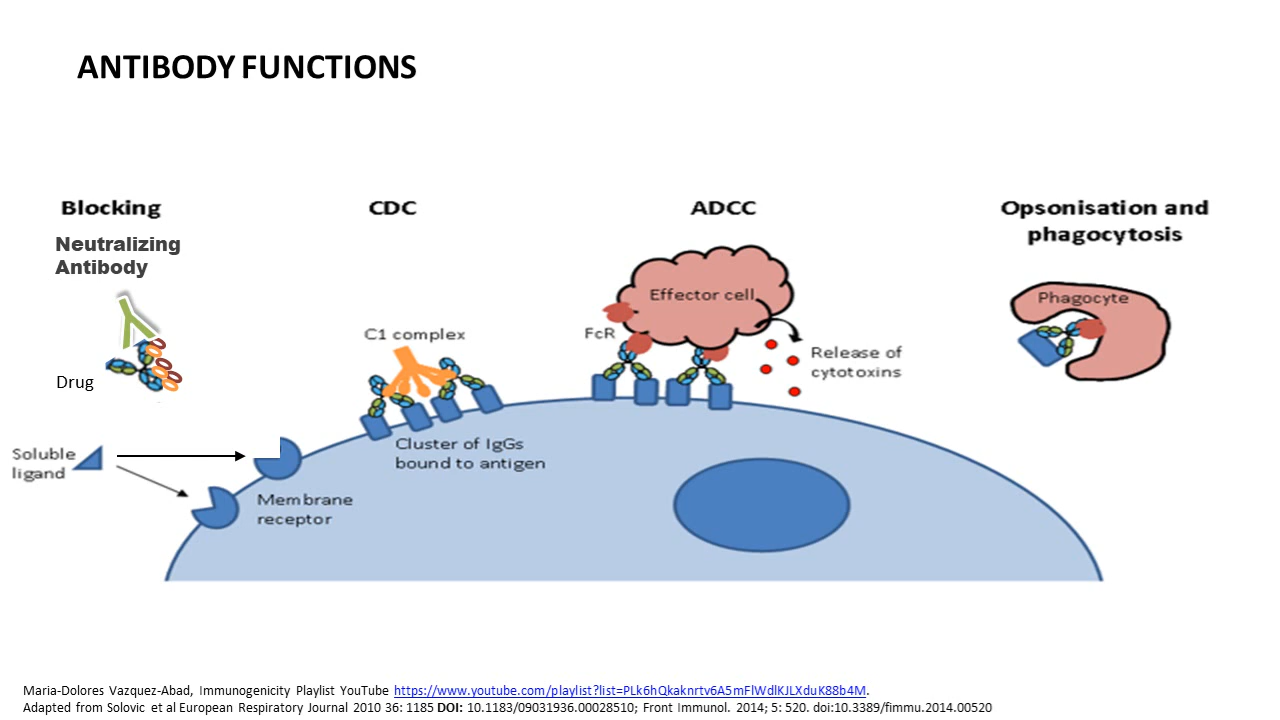 ANTIBODY FUNCTIONS
Blocking
CDC
ADCC
Opsonisation and
phagocytosis
Neutralizing
Antibody
Drug
Soluble
ligand
Membrane
receptor
C1 complex
Cluster of IgGs
bound to antigen
Effector cell
FcR
Release of
cytotoxins
Phagocyte
Maria-Dolores Vazquez-Abad, Immunogenicity Playlist YouTube https://www.youtube.com/playlist?list=PLk6hQkaknrtv6A5mFlWdlKJLXduK88b4M.
Adapted from Solovic et al European Respiratory Journal 2010 36: 1185 DOI: 10.1183/09031936.00028510; Front Immunol. 2014; 5: 520. doi:10.3389/fimmu.2014.00520